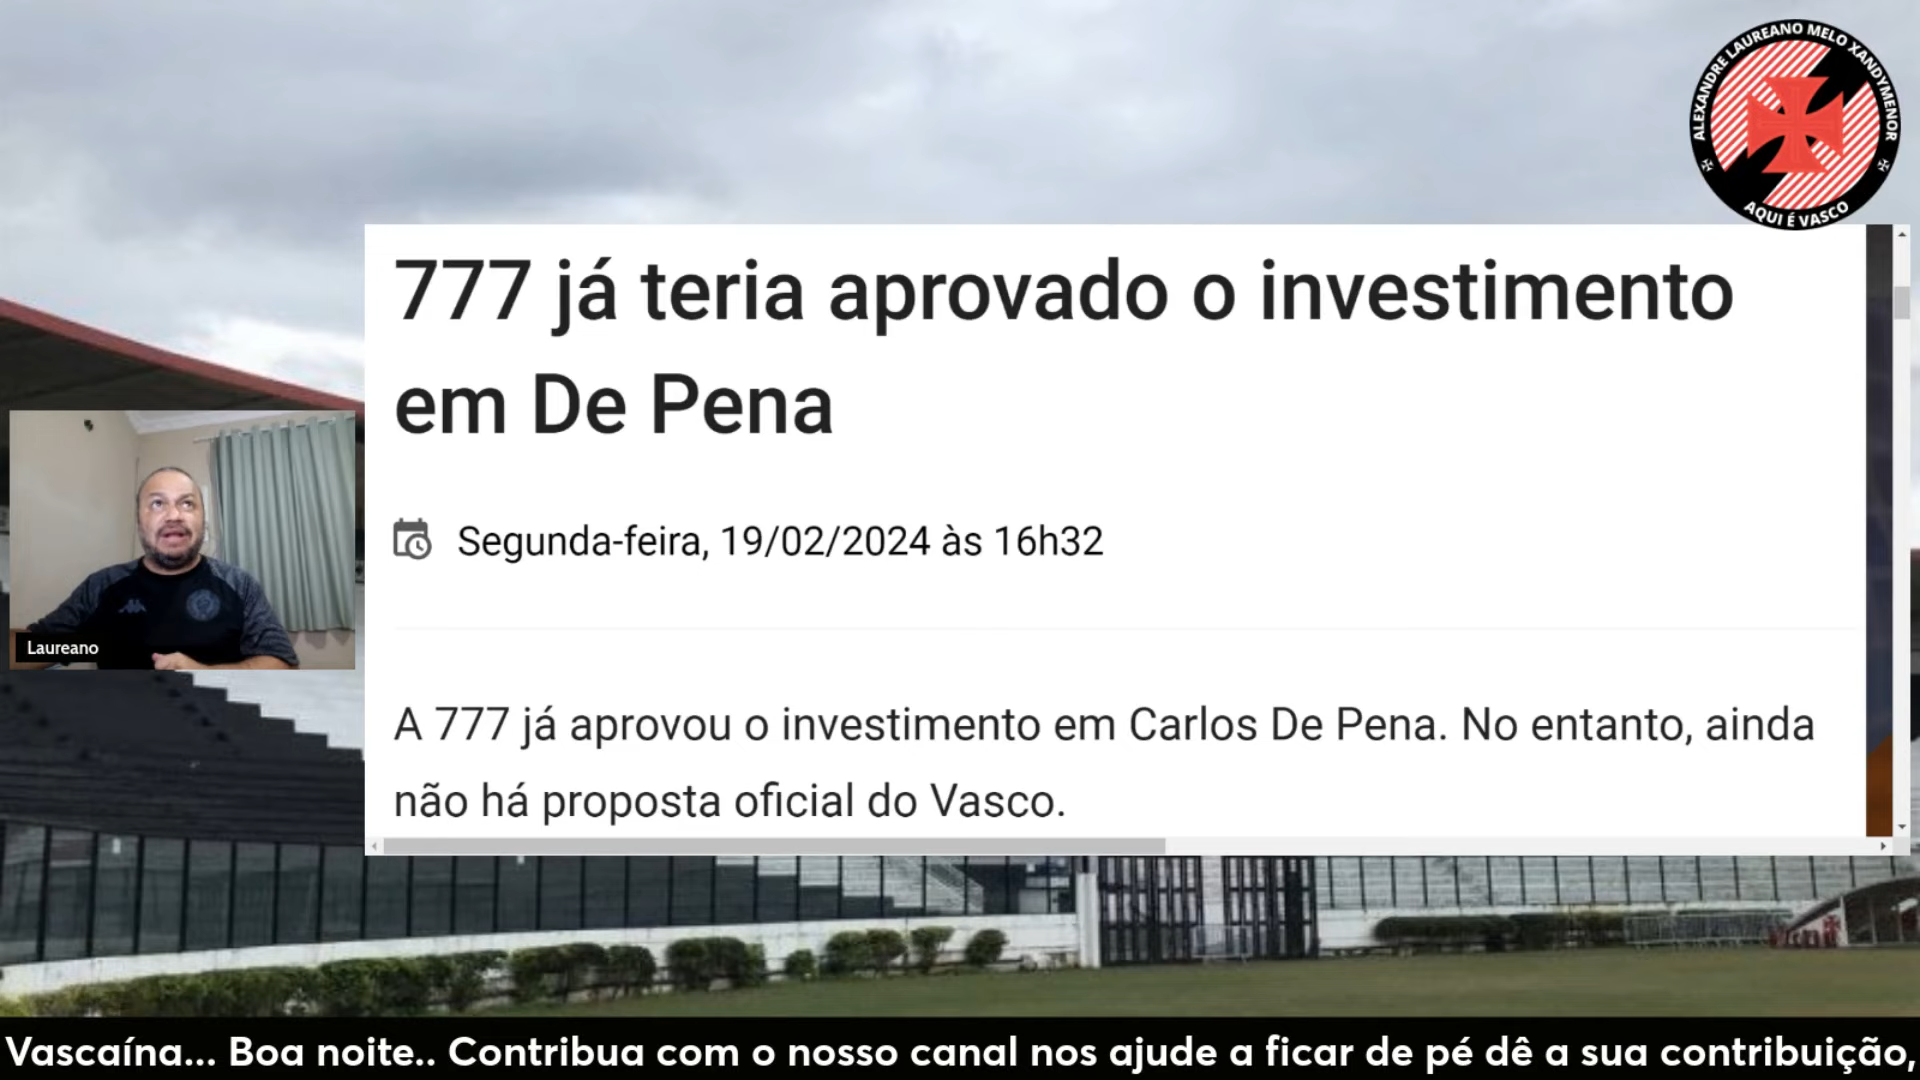 ALEXANDRE LAUREANO MELO XANDYMENOR
AQUI É VASCO
777 já teria aprovado o investimento
em De Pena
Segunda-feira, 19/02/2024 às 16h32
A 777 já aprovou o investimento em Carlos De Pena. No entanto, ainda
não há proposta oficial do Vasco.
Laureano
Vascaína... Boa noite.. Contribua com o nosso canal nos ajude a ficar de pé dê a sua contribuição,